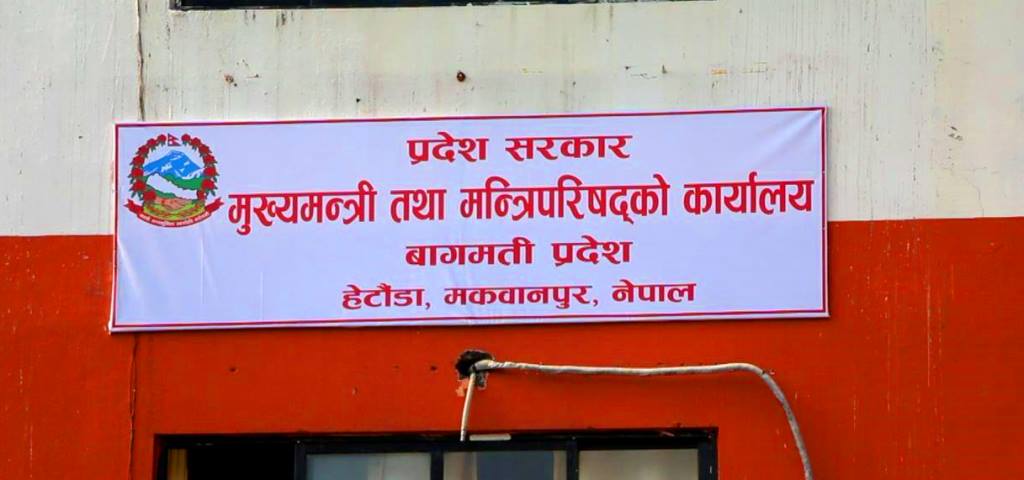 प्रदेश सरकार
मुख्यमन्त्री तथा मन्त्रिपरिषद्को कार्यालय
बागमती प्रदेश
हेटौंडा, मकवानपुर, नेपाल